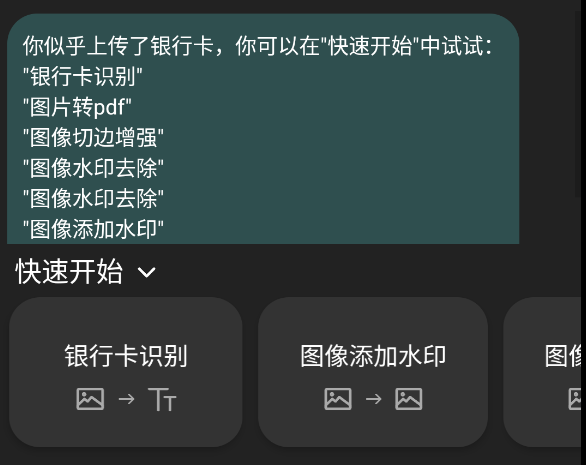 你似乎上传了银行卡，你可以在"快速开始"中试试：
"银行卡识别"
"图片转pdf"
"图像切边增强"
"图像水印去除"
"图像水印去除"
"图像添加水印"
快速开始
银行卡识别
图像添加水印
图